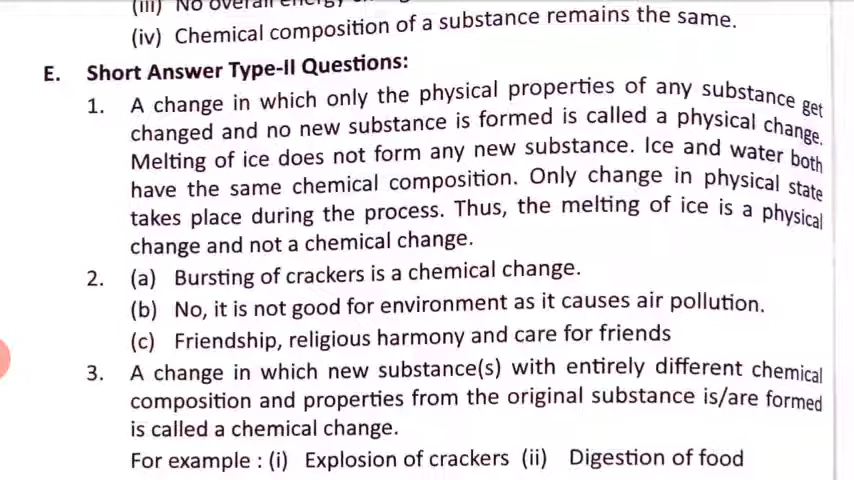 (iii) No overall energy
(iv) Chemical composition of a substance remains the same.
E. Short Answer Type-II Questions:
1. A change in which only the physical properties of any substance get
changed and no new substance is formed is called a physical change.
Melting of ice does not form any new substance. Ice and water both
have the same chemical composition. Only change in physical state
takes place during the process. Thus, the melting of ice is a physical
change and not a chemical change.
2. (a) Bursting of crackers is a chemical change.
(b) No, it is not good for environment as it causes air pollution.
(c) Friendship, religious harmony and care for friends
3. A change in which new substance(s) with entirely different chemical
composition and properties from the original substance is/are formed
is called a chemical change.
For example : (i) Explosion of crackers (ii) Digestion of food